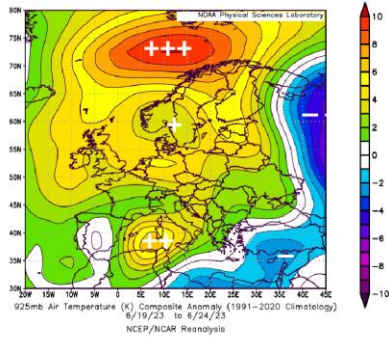 NOAA Physical Sciences Laboratory
80N
75N
70N
65N
60N
55N
50N
45N
40N
35N
30N
20W
15W
10W
5W
0
5E
10E
15E
20E
25E
30E
35E
40E
45E
+++
+
++
–
–
10
8
6
4
2
0
-2
-4
-6
-8
-10
925mb Air Temperature (K) Composite Anomaly (1991-2020 Climatology)
6/19/23 to 6/24/23
NCEP/NCAR Reanalysis